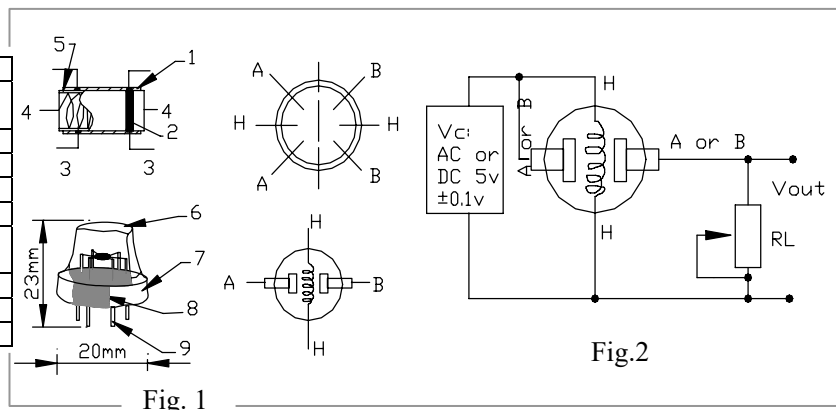 5
1
4
4
2
3
3
A
B
H
H
A
B
6
7
8
9
23mm
20mm
A
B
H
H
Fig. 1
Vc:
AC or
DC 5v
±0.1v
A or B
H
H
A or B
Vout
RL
Fig.2